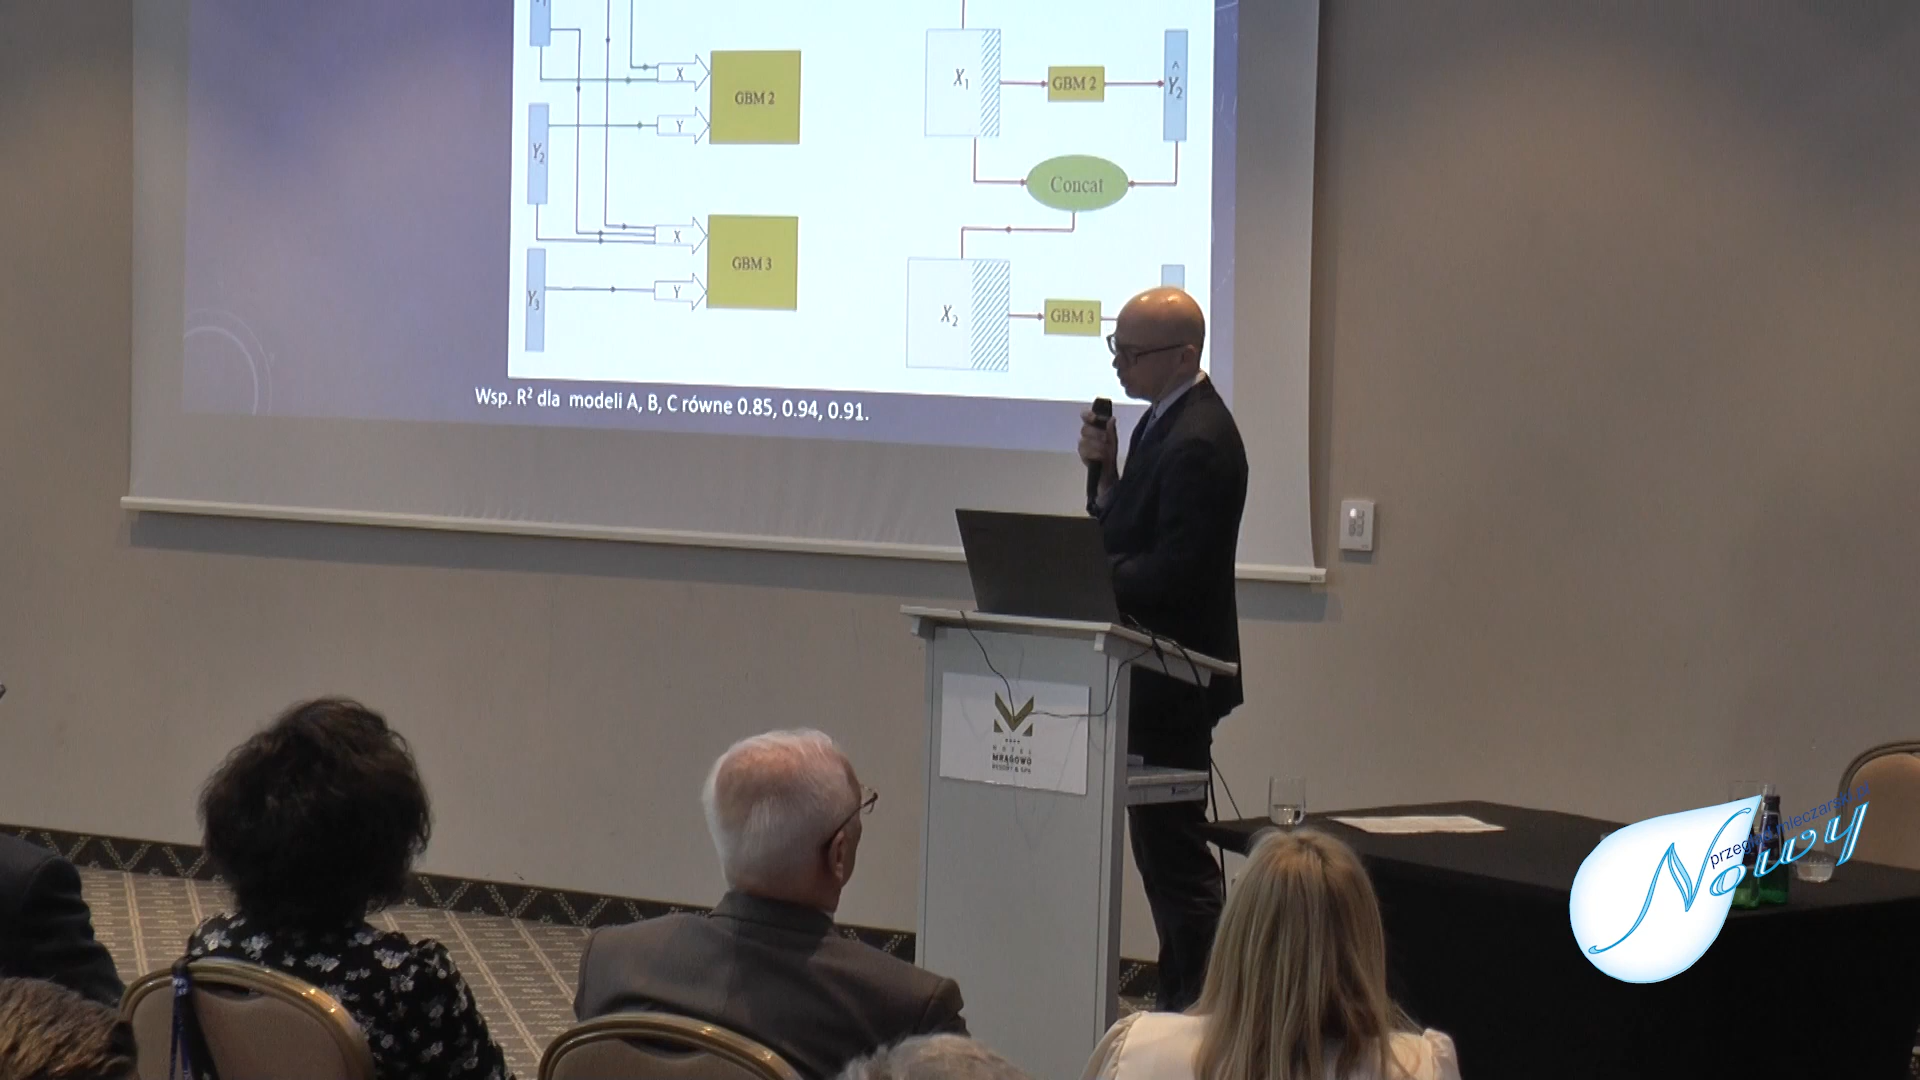 X
GBM 2
Y
Y2
X
GBM 3
Y
Y3
X1
GBM 2
Ŷ2
Concat
X2
GBM 3
Wsp. R² dla modeli A, B, C równe 0.85, 0.94, 0.91.
HOTEL
MRĄGOWO
RESORT & SPA
Nowy
przegląd mleczarski.pl